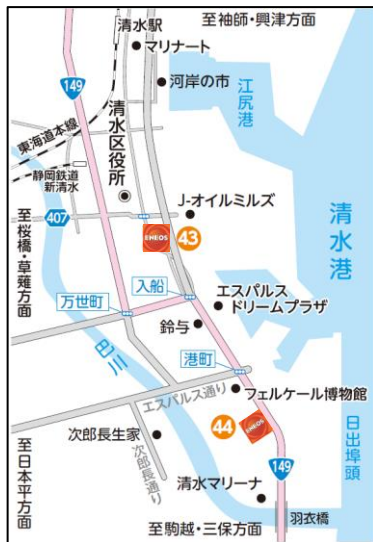 至袖師・興津方面
清水駅
マリナート
149
河岸の市
江尻港
東海道本線
清水区役所
静岡鉄道
新清水
J-オイルミルズ
407
ENEOS
43
清水港
至桜橋・草薙方面
入船
エスパルス
ドリームプラザ
万世町
鈴与
巴川
港町
エスパルス通り
フェルケール博物館
44
ENEOS
日出埠頭
次郎長生家
次郎長通り
至日本平方面
149
清水マリーナ
羽衣橋
至駒越・三保方面